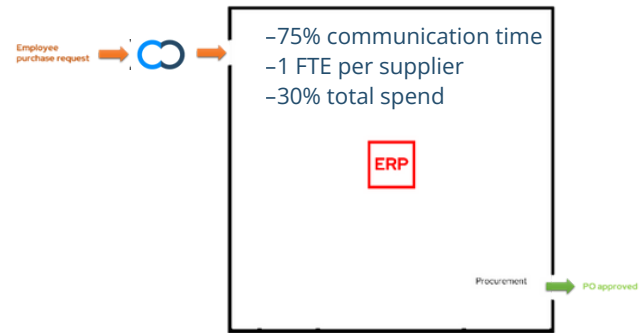 Employee
purchase request
–75% communication time
–1 FTE per supplier
–30% total spend
ERP
Procurement
PO approved